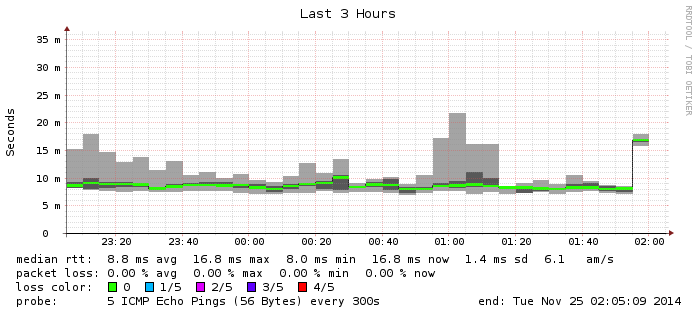 Last 3 Hours
RRDTOOL / TOBI OETIKER
Seconds
35 m
30 m
25 m
20 m
15 m
10 m
5 m
0
23:20 23:40 00:00 00:20 00:40 01:00 01:20 01:40 02:00
median rtt: 8.8 ms avg 16.8 ms max 8.0 ms min 16.8 ms now 1.4 ms sd 6.1 am/s
packet loss: 0.00 % avg 0.00 % max 0.00 % min 0.00 % now
loss color: 0 1/5 2/5 3/5 4/5
probe: 5 ICMP Echo Pings (56 Bytes) every 300s end: Tue Nov 25 02:05:09 2014